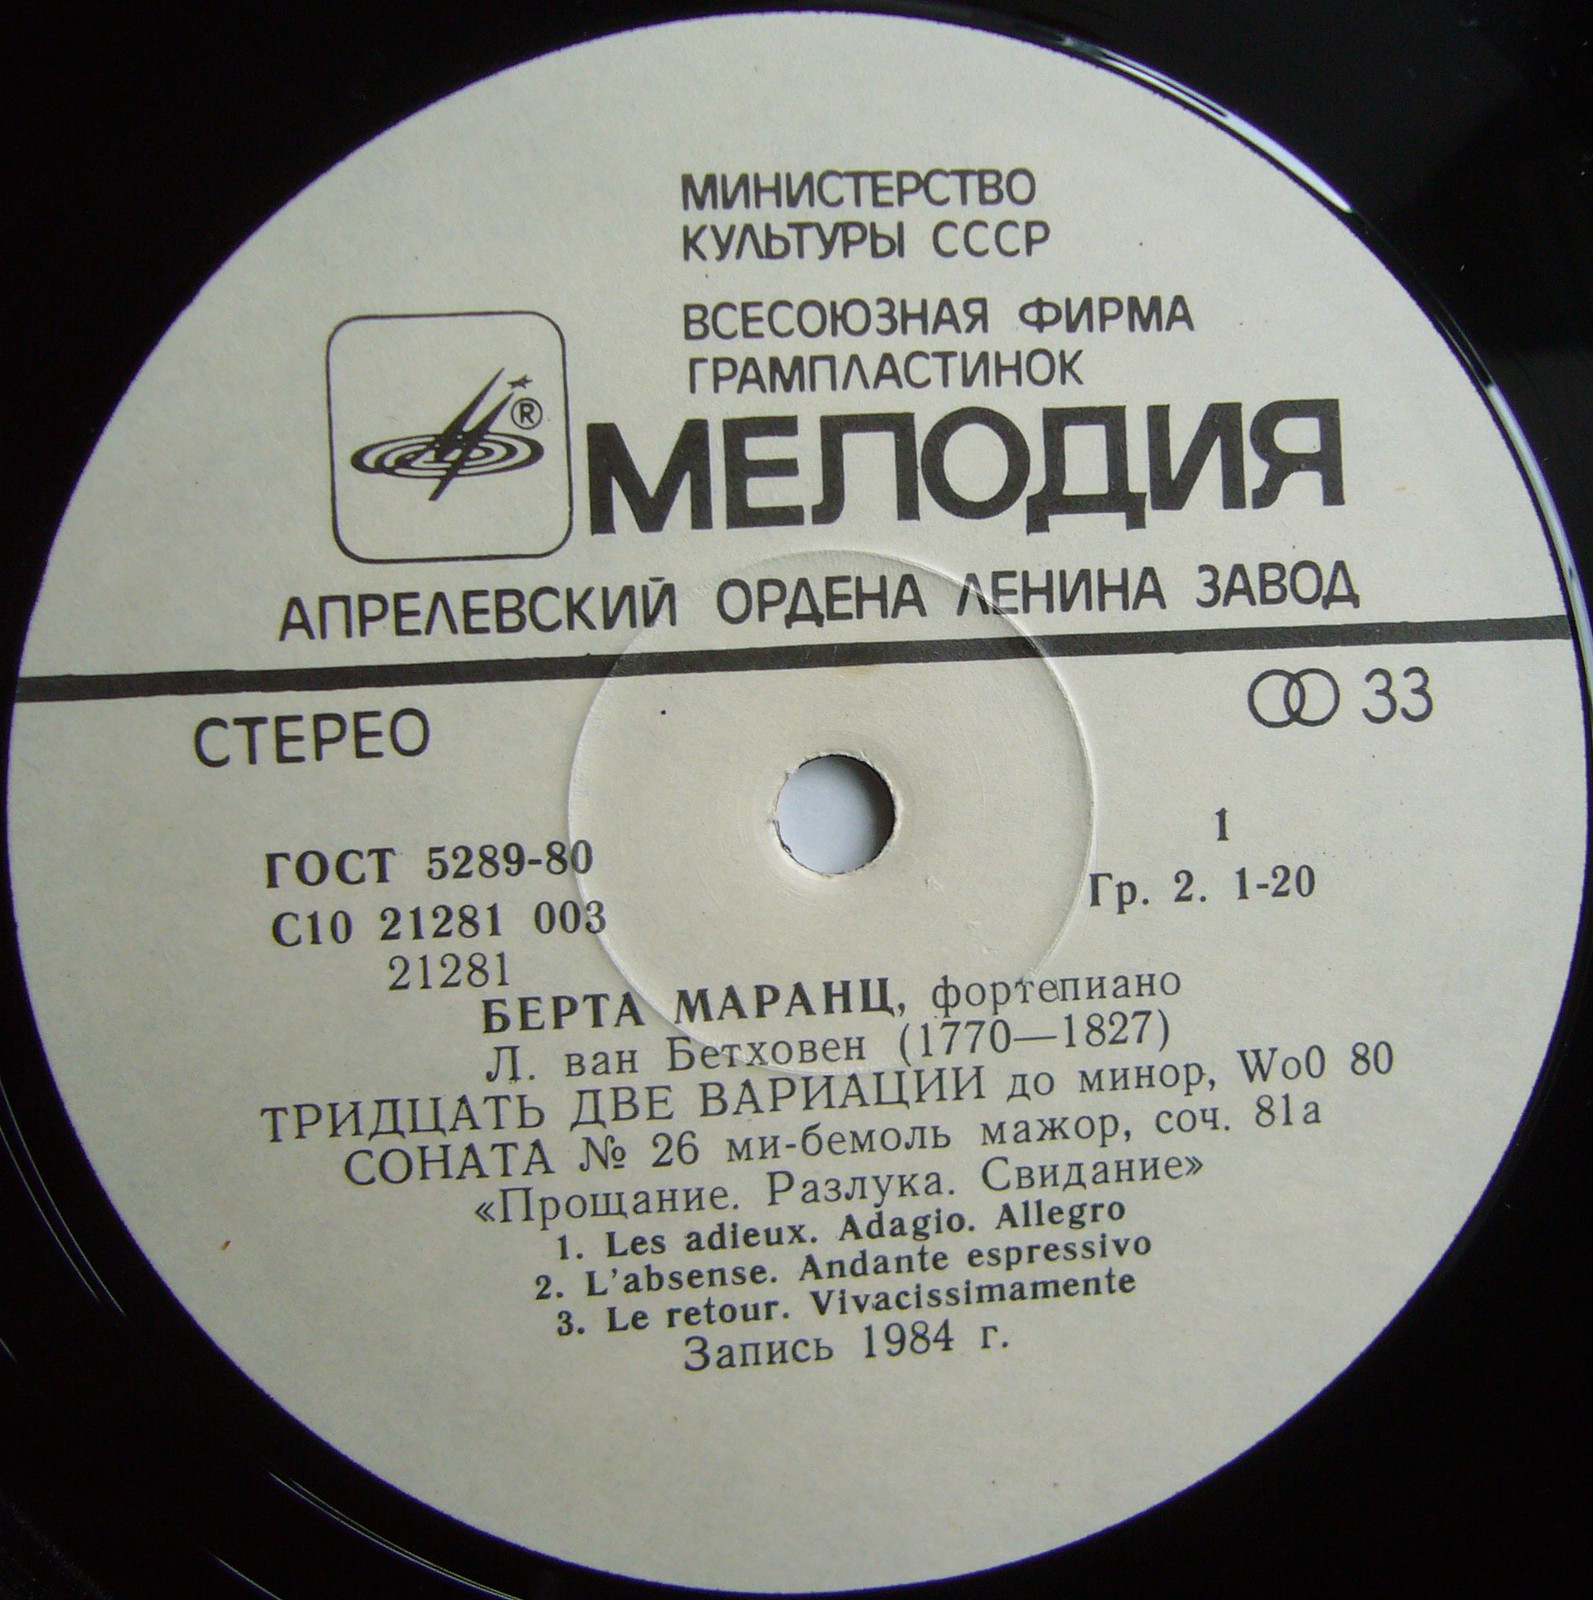 МИНИСТЕРСТВО
КУЛЬТУРЫ СССР
ВСЕСОЮЗНАЯ ФИРМА
ГРАМПЛАСТИНОК
®
МЕЛОДИЯ
АПРЕЛЕВСКИЙ ОРДЕНА ЛЕНИНА ЗАВОД
СТЕРЕО
33
ГОСТ 5289-80
1
С10 21281 003
Гр. 2. 1-20
21281
БЕРТА МАРАНЦ, фортепиано
Л. ван Бетховен (1770—1827)
ТРИДЦАТЬ ДВЕ ВАРИАЦИИ до минор, WoO 80
СОНАТА № 26 ми-бемоль мажор, соч. 81а
«Прощание. Разлука. Свидание»
1. Les adieux. Adagio. Allegro
2. L'absense. Andante espressivo
3. Le retour. Vivacissimamente
Запись 1984 г.